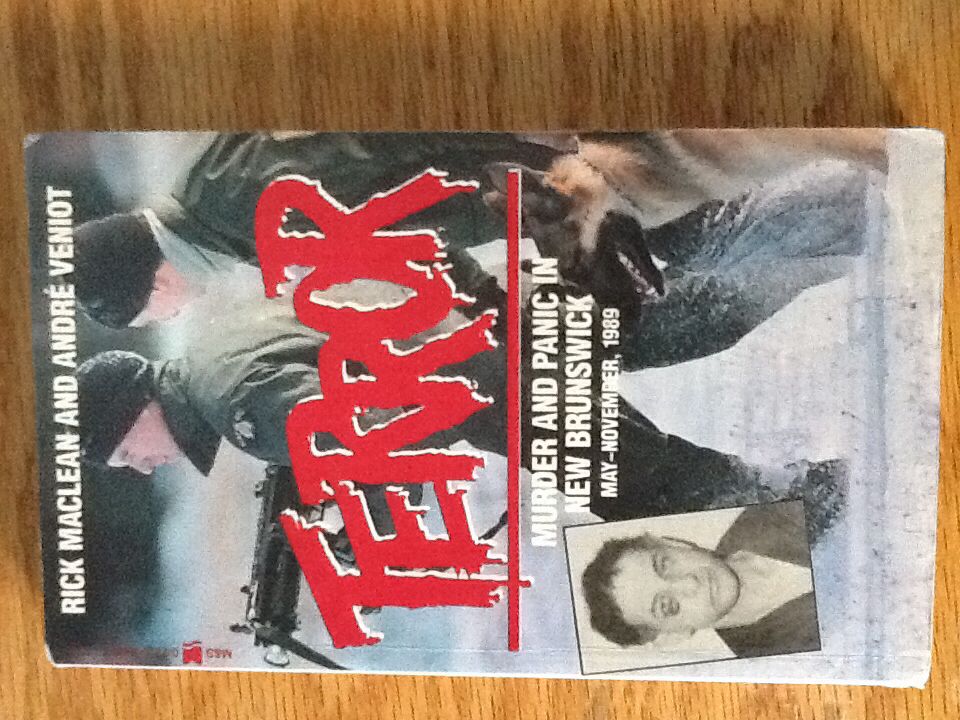 RICK MACLEAN AND ANDRÉ VENIOT
TERROR
MURDER AND PANIC IN
NEW BRUNSWICK
MAY–NOVEMBER, 1989
M&S